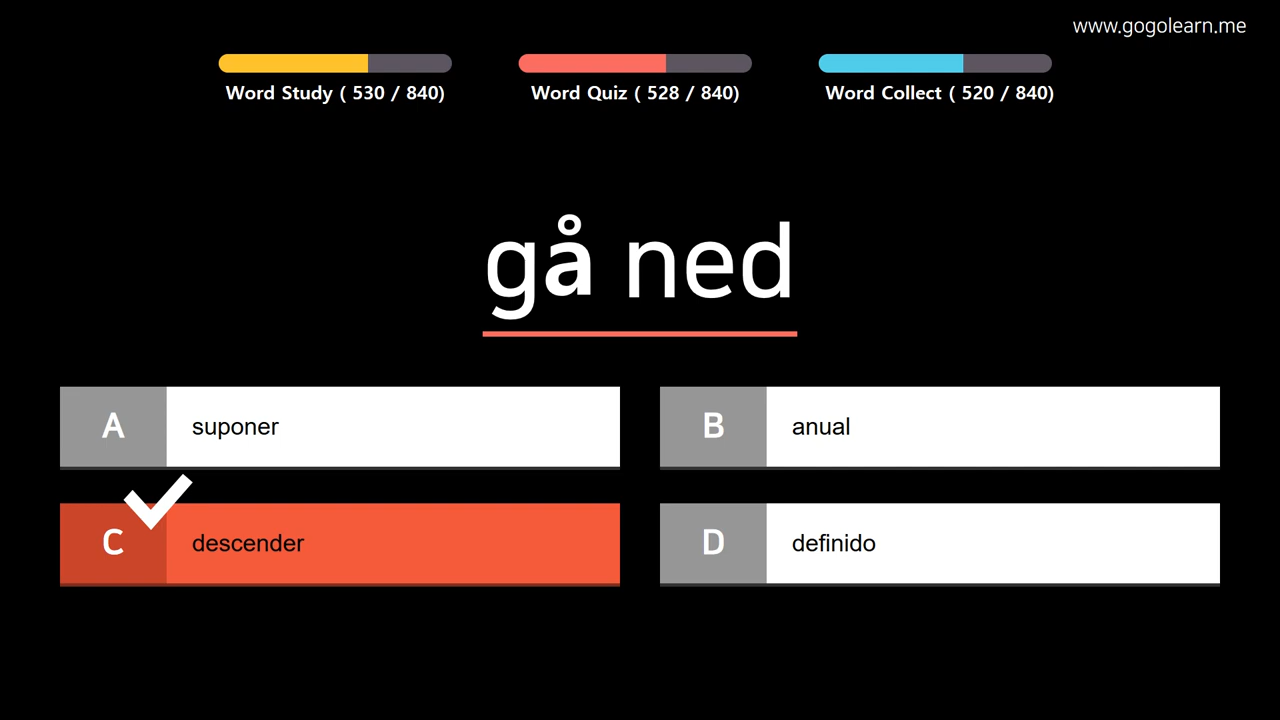 www.gogolearn.me
Word Study ( 530 / 840)
Word Quiz ( 528 / 840)
Word Collect ( 520 / 840)
gå ned
A
suponer
B
anual
C
descender
D
definido